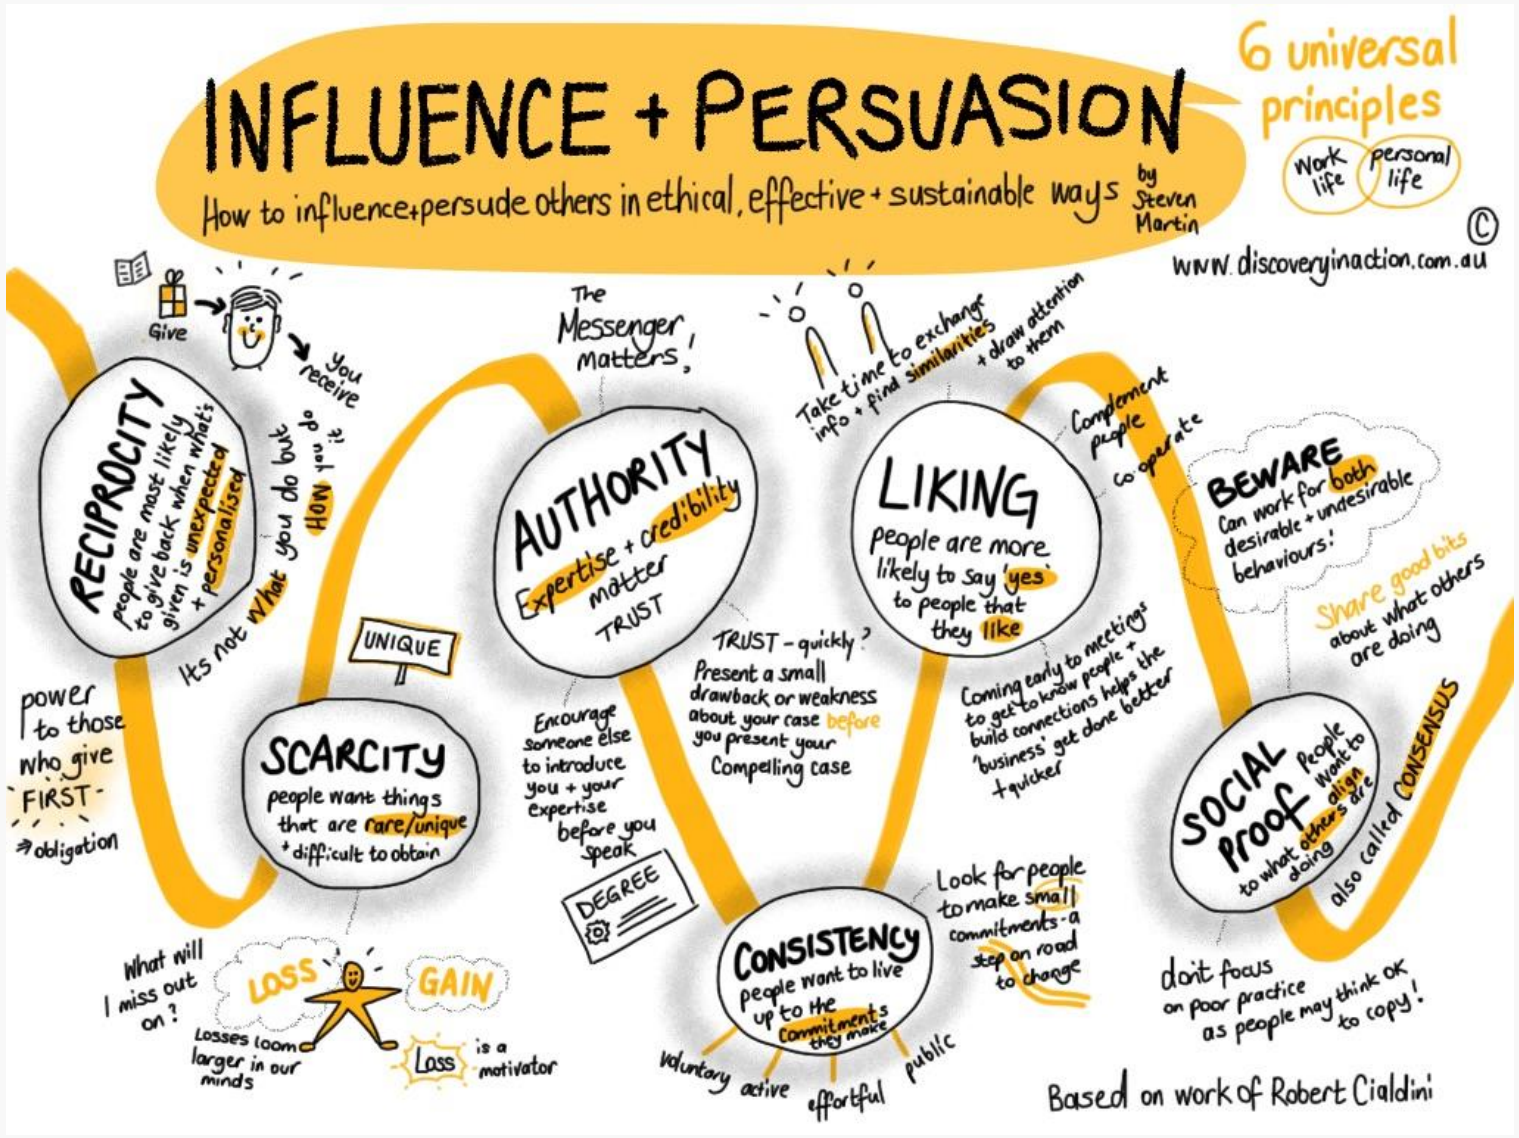 INFLUENCE + PERSUASION
How to influence+persude others in ethical, effective + sustainable ways
by
Steven
Martin
6 universal
principles
Work
life
personal
life
©
www.discoveryinaction.com.au
Give
You
receive
RECIPROCITY
people are most likely
to give back when what's
given is unexpected
+ personalised
Its not what you do but
HOW you do
it!
power
to those
who give
FIRST-
⇒obligation
UNIQUE
SCARCITY
people want things
that are rare/unique
+ difficult to obtain
What will
I miss out
on?
LOSS
GAIN
Losses loom
larger in our
minds
Loss
is a
motivator
The
Messenger
matters!
AUTHORITY
Expertise + credibility
matter
TRUST
TRUST - quickly?
Present a small
drawback or weakness
about your case before
you present your
Compelling case
Encourage
someone else
to introduce
you + your
expertise
before you
speak
DEGREE
CONSISTENCY
people want to live
up to the
commitments
they make
voluntary
active
effortful
public
Look for people
to make small
commitments-a
step on road
to change
Take time to exchange
info + find similarities
+ draw attention
to them
LIKING
people are more
likely to say 'yes'
to people that
they like
Complement
people
co-operate
Coming early to meetings
to get to know people +
build connections helps the
'business' get done better
+quicker
BEWARE
Can work for both
desirable + undesirable
behaviours!
Share good bits
about what others
are doing
SOCIAL
PROOF
People
want to
align
to what others are
doing
also called CONSENSUS
don't focus
on poor practice
as people may think OK
to copy!
Based on work of Robert Cialdini